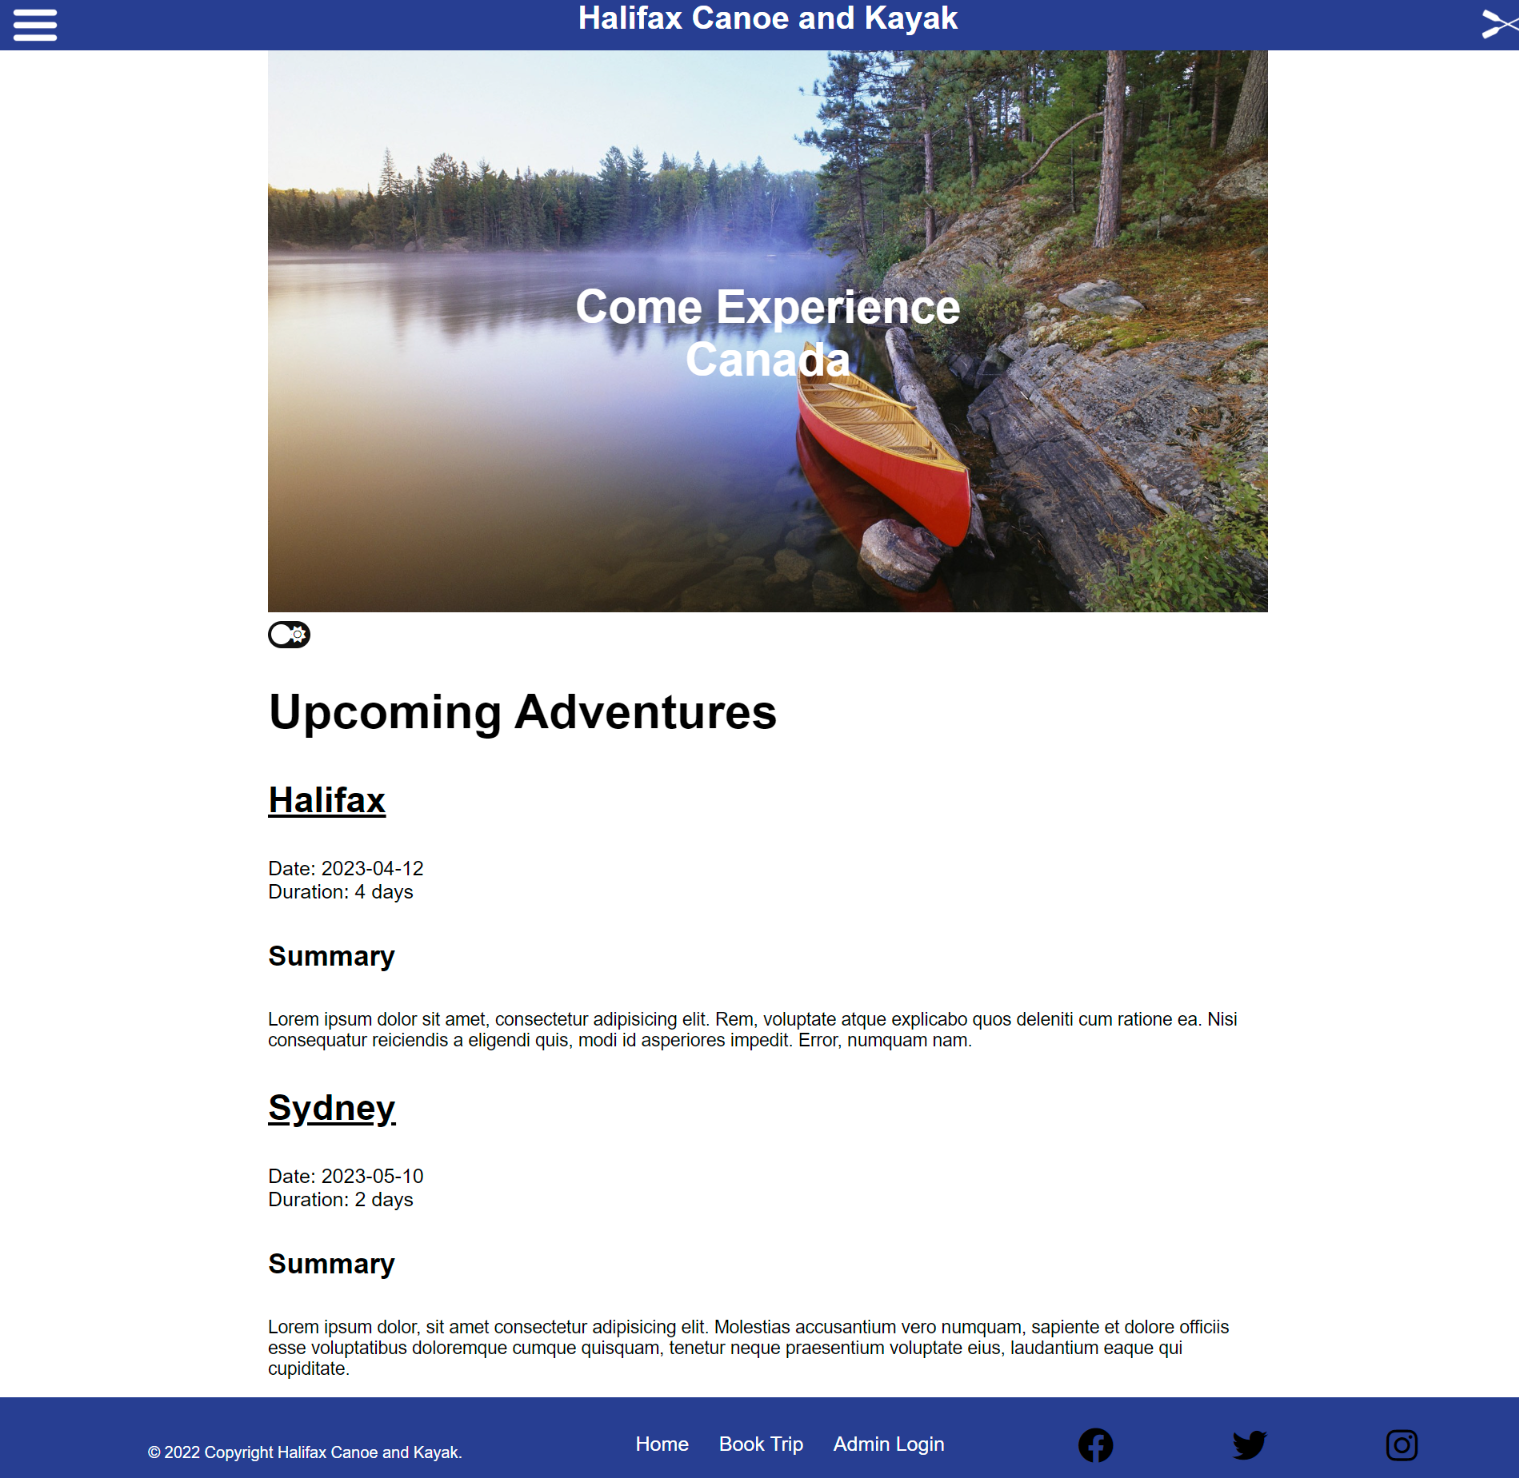 Halifax Canoe and Kayak
Come Experience
Canada
Upcoming Adventures
Halifax
Date: 2023-04-12
Duration: 4 days
Summary
Lorem ipsum dolor sit amet, consectetur adipisicing elit. Rem, voluptate atque explicabo quos deleniti cum ratione ea. Nisi
consequatur reiciendis a eligendi quis, modi id asperiores impedit. Error, numquam nam.
Sydney
Date: 2023-05-10
Duration: 2 days
Summary
Lorem ipsum dolor, sit amet consectetur adipisicing elit. Molestias accusantium vero numquam, sapiente et dolore officiis
esse voluptatibus doloremque cumque quisquam, tenetur neque praesentium voluptate eius, laudantium eaque qui
cupiditate.
© 2022 Copyright Halifax Canoe and Kayak. Home Book Trip Admin Login